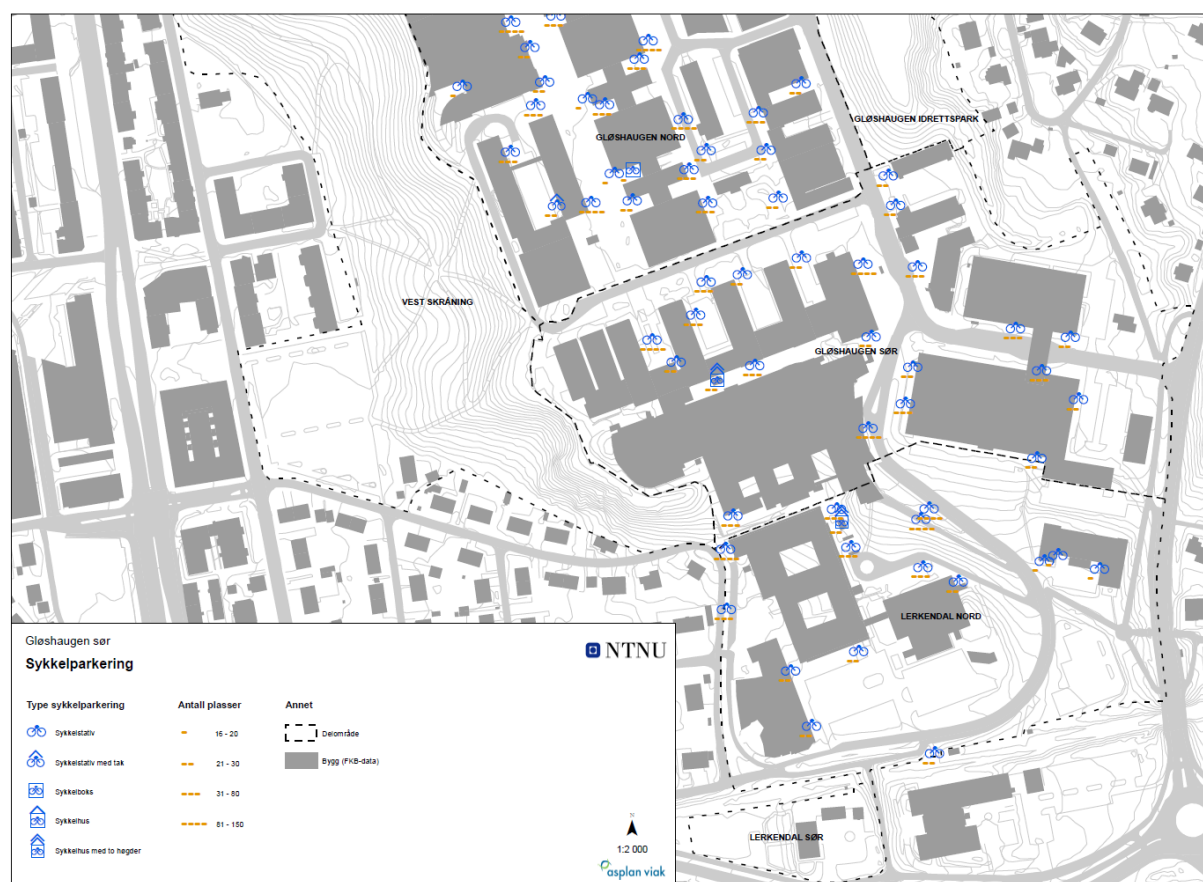 GLØSHAUGEN IDRETTSPARK
GLØSHAUGEN NORD
VEST SKRÅNING
GLØSHAUGEN SØR
LERKENDAL NORD
LERKENDAL SØR
Gløshaugen sør
Sykkelparkering
NTNU
Type sykkelparkering
Sykkelstativ
Sykkelstativ med tak
Sykkelboks
Sykkelhus
Sykkelhus med to høgder
Antall plasser
16 - 20
21 - 30
31 - 80
81 - 150
Annet
Delområde
Bygg (FKB-data)
N
1:2 000
asplan viak